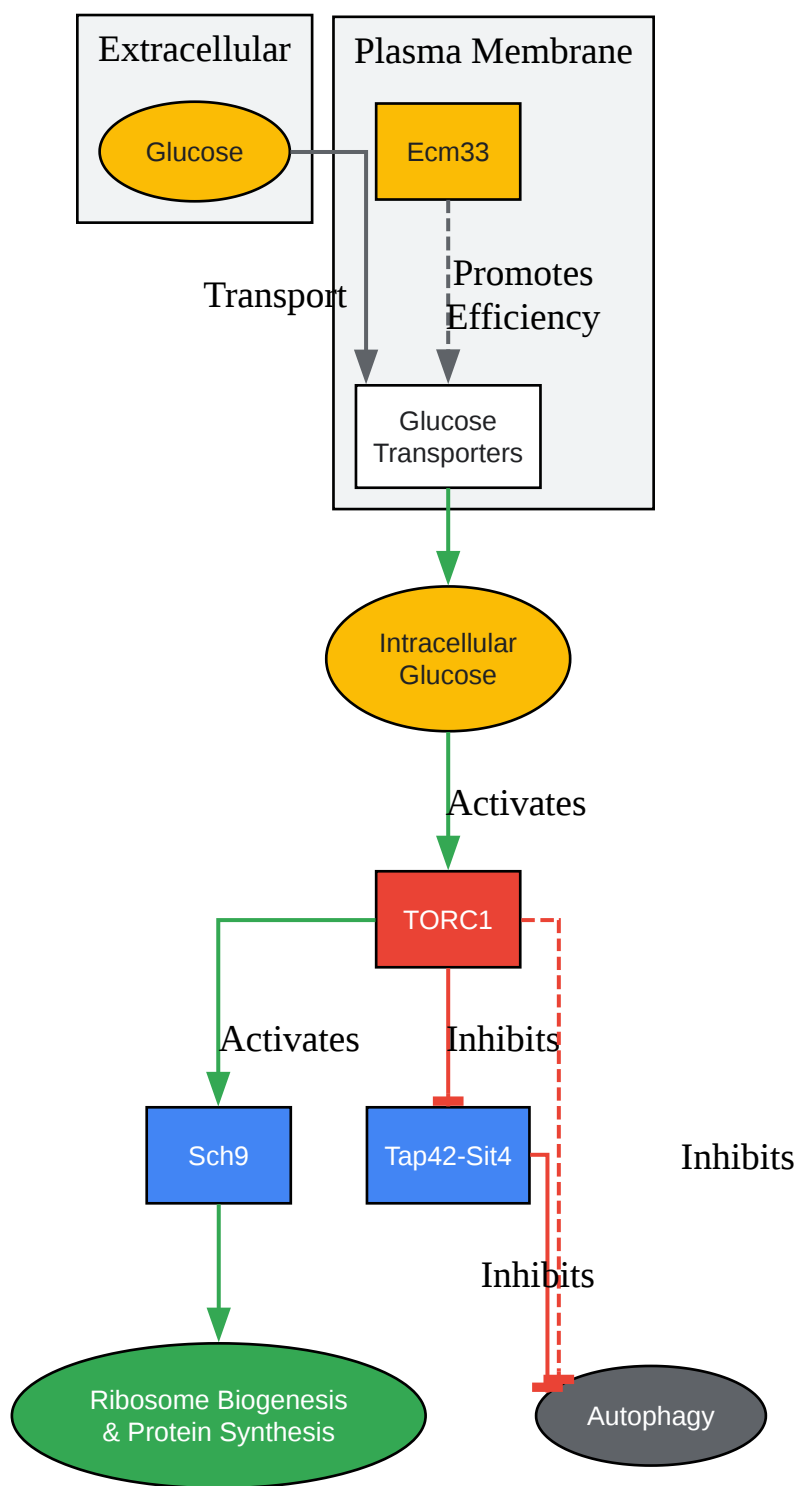 Extracellular
Plasma Membrane
Glucose
Ecm33
Transport
Promotes
Efficiency
Glucose
Transporters
Intracellular
Glucose
Activates
TORC1
Activates
Inhibits
Sch9
Tap42-Sit4
Inhibits
Inhibits
Ribosome Biogenesis
& Protein Synthesis
Autophagy